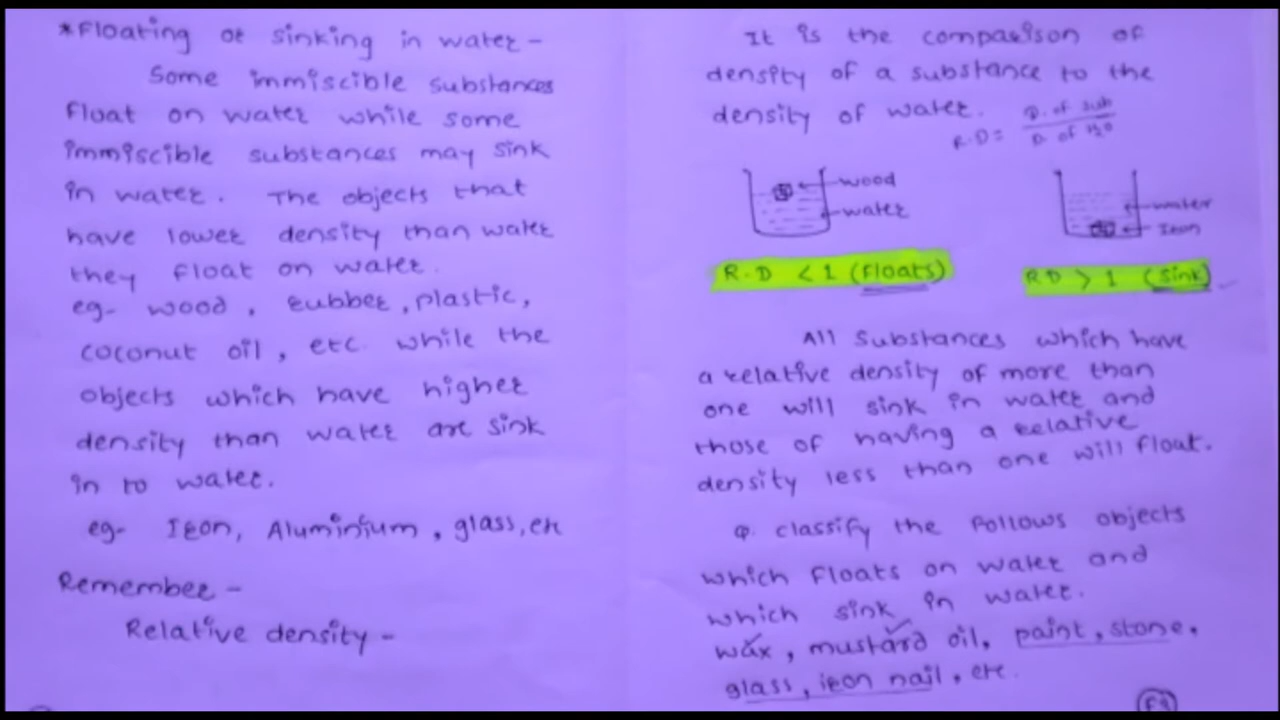 *Floating or sinking in water -
Some immiscible substances
float on water while some
immiscible substances may sink
in water. The objects that
have lower density than water
they float on water.
eg- wood, rubber, plastic,
coconut oil, etc. while the
objects which have higher
density than water are sink
in to water.
eg- Iron, Aluminium, glass, etc
Remember -
Relative density -
It is the comparison of
density of a substance to the
density of water.
R.D = D. of sub
D. of H2O
wood
water
R.D < 1 (Floats)
water
Iron
R.D > 1 (Sink)
All Substances which have
a relative density of more than
one will sink in water and
those of having a relative
density less than one will float.
Q. classify the follows objects
which floats on water and
which sink in water.
wax, mustard oil, paint, stone,
glass, iron nail, etc.